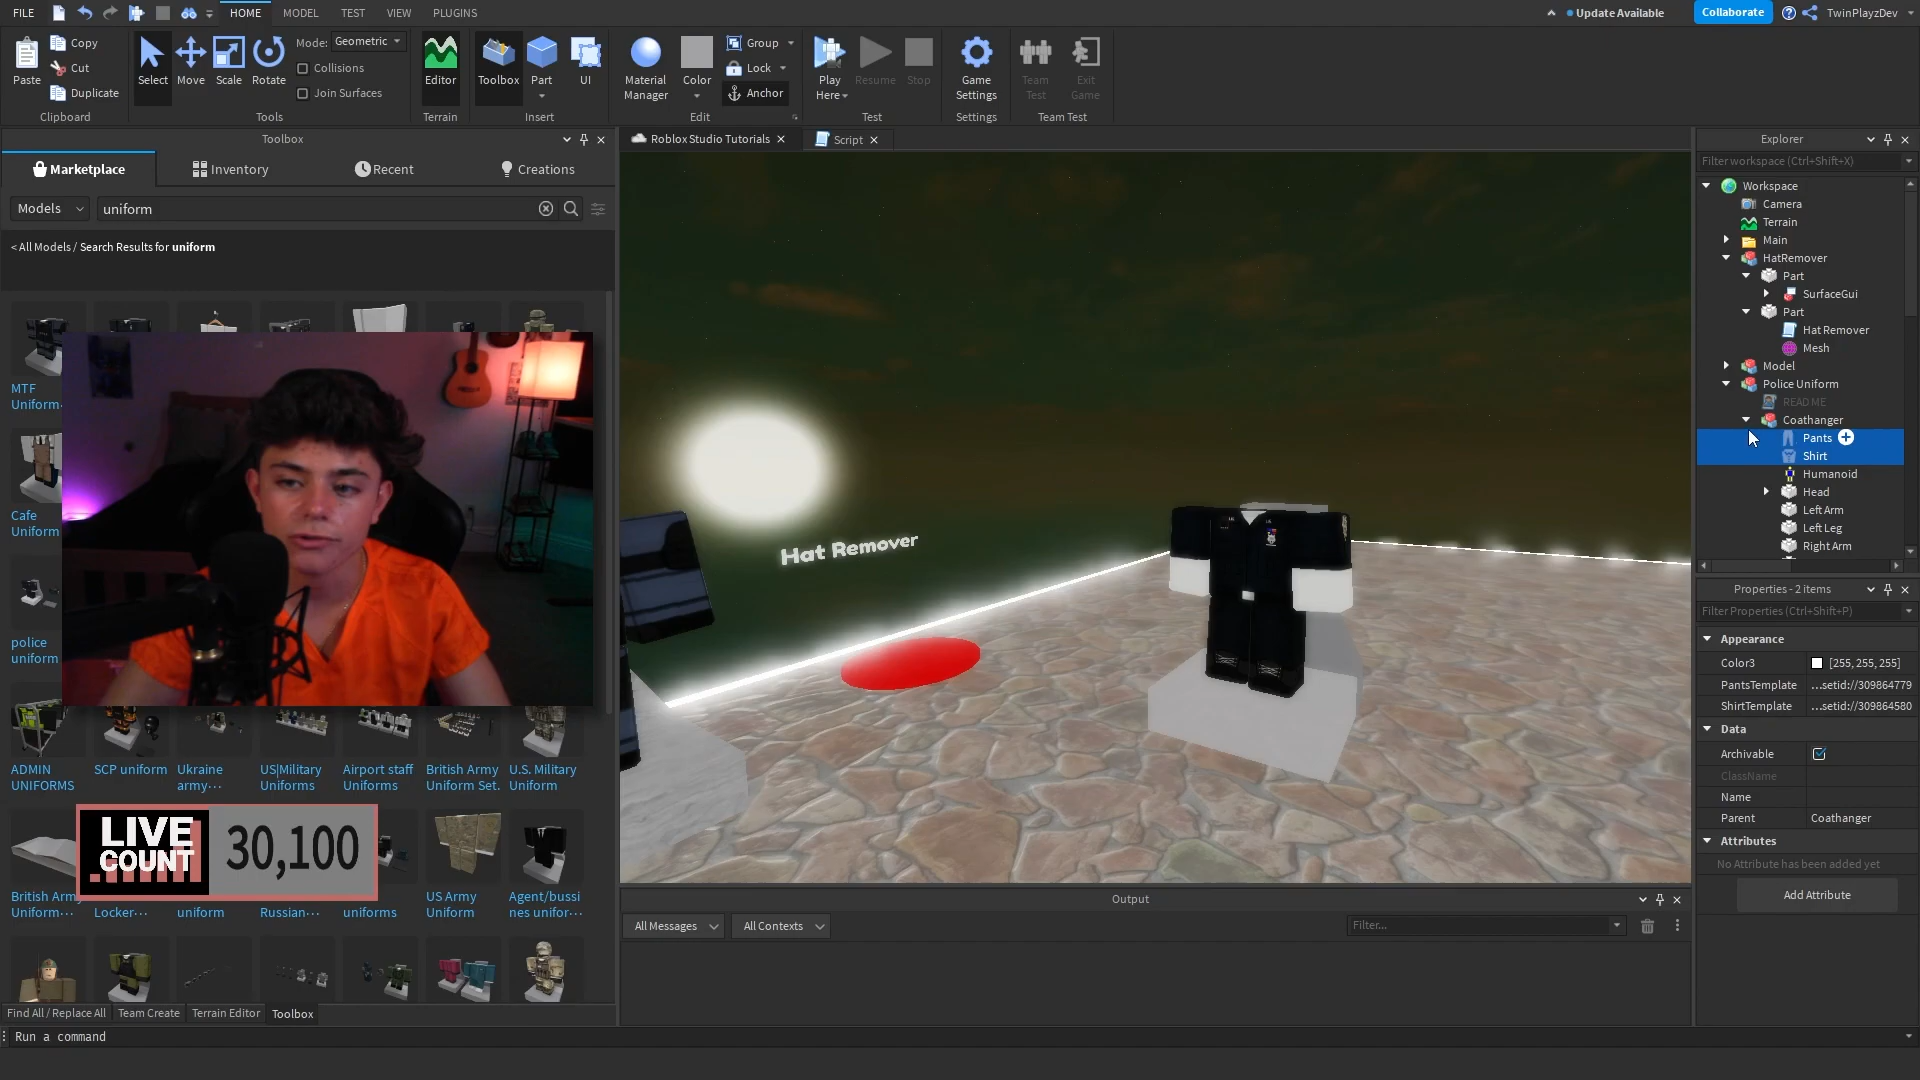 FILE
HOME
MODEL
TEST
VIEW
PLUGINS
Update Available
Collaborate
TwinPlayzDev
Paste
Copy
Cut
Duplicate
Clipboard
Select
Move
Scale
Rotate
Mode:
Geometric
Collisions
Join Surfaces
Tools
Editor
Terrain
Toolbox
Part
UI
Insert
Material
Manager
Color
Group
Lock
Anchor
Edit
Play
Here
Resume
Stop
Test
Game
Settings
Settings
Team
Test
Exit
Game
Team Test
Toolbox
Marketplace
Inventory
Recent
Creations
Models
uniform
< All Models / Search Results for uniform
MTF
Uniform
Cafe
Uniform
police
uniform
ADMIN
UNIFORMS
SCP uniform
Ukraine
army...
US|Military
Uniforms
Airport staff
Uniforms
British Army
Uniform Set.
U.S. Military
Uniform
British Army
Uniform...
Locker...
uniform
Russian...
uniforms
US Army
Uniform
Agent/bussi
nes unifor...
LIVE
COUNT
30,100
Find All / Replace All
Team Create
Terrain Editor
Toolbox
Run a command
Roblox Studio Tutorials
Script
Hat Remover
Output
All Messages
All Contexts
Filter...
Explorer
Filter workspace (Ctrl+Shift+X)
Workspace
Camera
Terrain
Main
HatRemover
Part
SurfaceGui
Part
Hat Remover
Mesh
Model
Police Uniform
READ ME
Coathanger
Pants
Shirt
Humanoid
Head
Left Arm
Left Leg
Right Arm
Properties - 2 items
Filter Properties (Ctrl+Shift+P)
Appearance
Color3
[255, 255, 255]
PantsTemplate
...setid://309864779
ShirtTemplate
...setid://309864580
Data
Archivable
ClassName
Name
Parent
Coathanger
Attributes
No Attribute has been added yet
Add Attribute